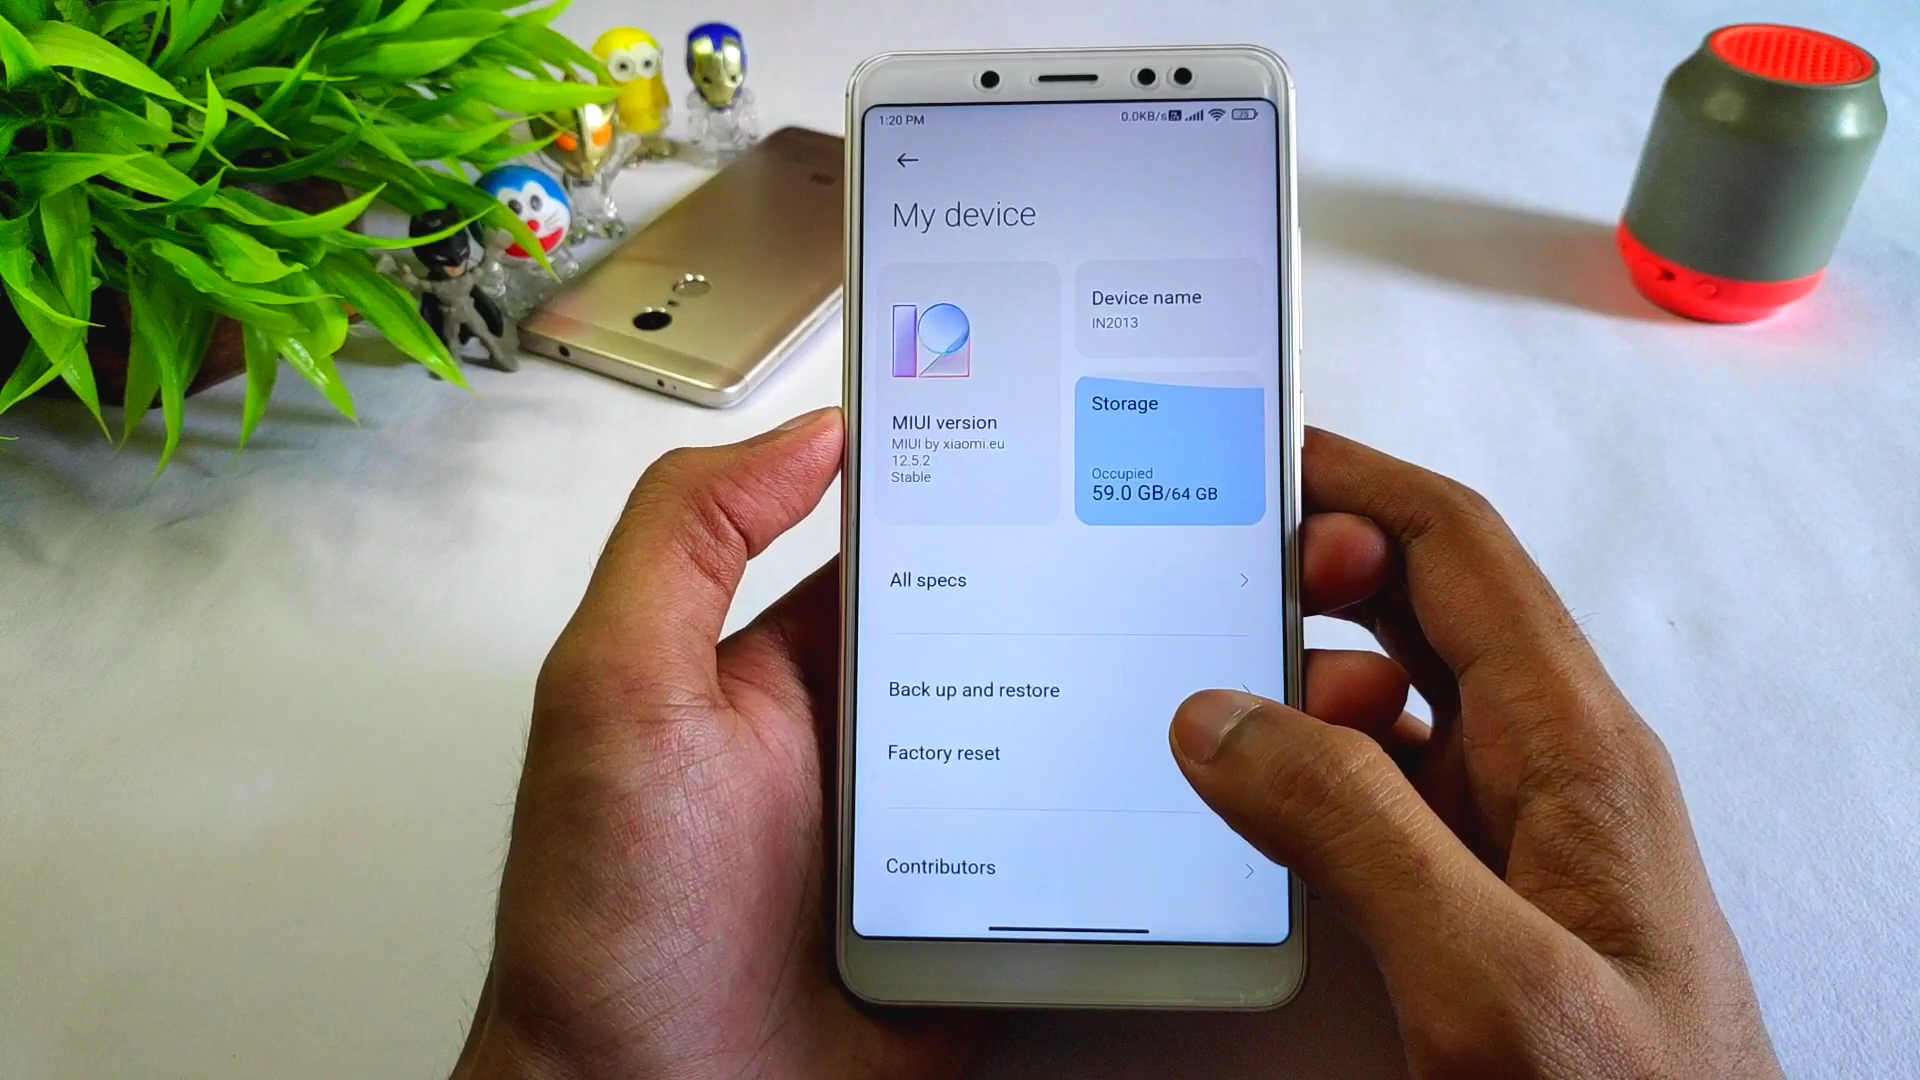 1:20 PM
0.0KB/s
75
My device
MIUI version
MIUI by xiaomi.eu
12.5.2
Stable
Device name
IN2013
Storage
Occupied
59.0 GB/64 GB
All specs
Back up and restore
Factory reset
Contributors